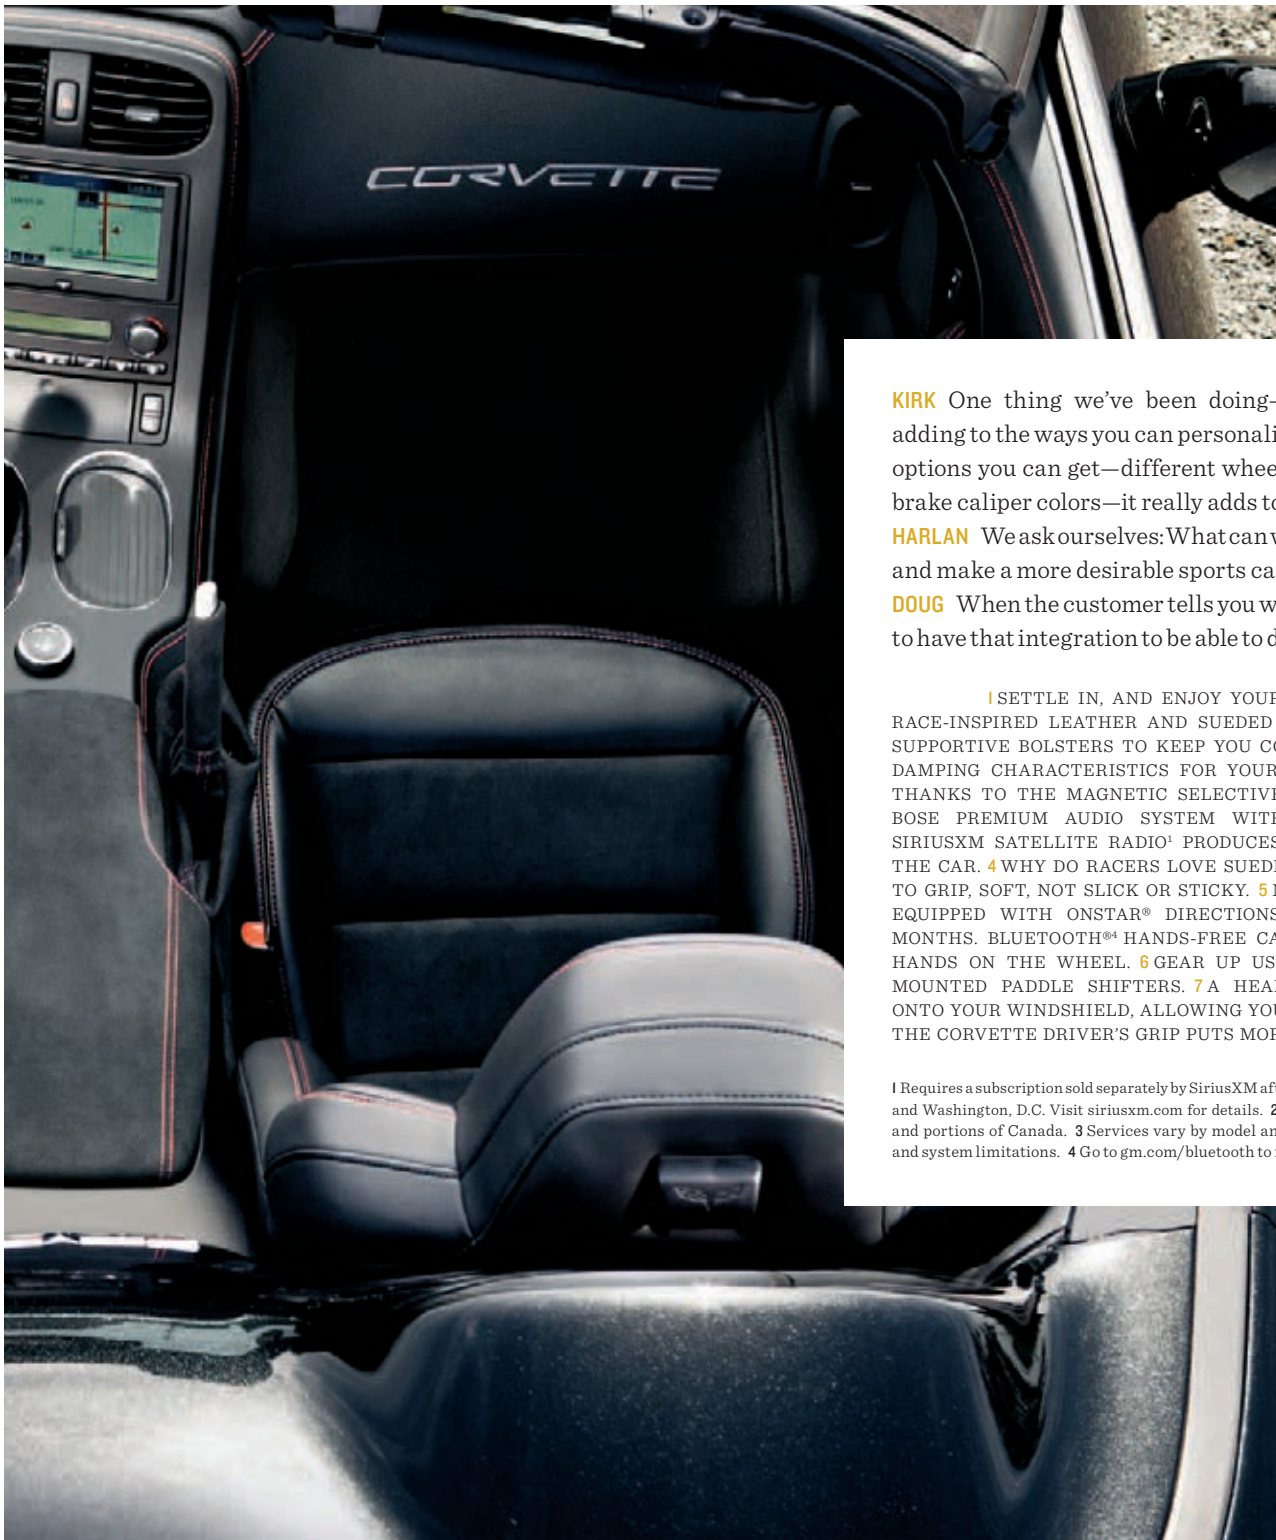 CORVETTE
KIRK One thing we've been doing—
adding to the ways you can personali
options you can get—different whee
brake caliper colors—it really adds to
HARLAN We ask ourselves: What can w
and make a more desirable sports ca
DOUG When the customer tells you w
to have that integration to be able to d
1 SETTLE IN, AND ENJOY YOUR
RACE-INSPIRED LEATHER AND SUEDED
SUPPORTIVE BOLSTERS TO KEEP YOU CO
DAMPING CHARACTERISTICS FOR YOUR
THANKS TO THE MAGNETIC SELECTIVE
BOSE PREMIUM AUDIO SYSTEM WITH
SIRIUSXM SATELLITE RADIO¹ PRODUCES
THE CAR. 4 WHY DO RACERS LOVE SUEDE
TO GRIP, SOFT, NOT SLICK OR STICKY. 5
EQUIPPED WITH ONSTAR® DIRECTIONS
MONTHS. BLUETOOTH®⁴ HANDS-FREE CA
HANDS ON THE WHEEL. 6 GEAR UP US
MOUNTED PADDLE SHIFTERS. 7 A HEAD
ONTO YOUR WINDSHIELD, ALLOWING YOU
THE CORVETTE DRIVER'S GRIP PUTS MOR
1 Requires a subscription sold separately by SiriusXM aft
and Washington, D.C. Visit siriusxm.com for details. 2
and portions of Canada. 3 Services vary by model an
and system limitations. 4 Go to gm.com/bluetooth to